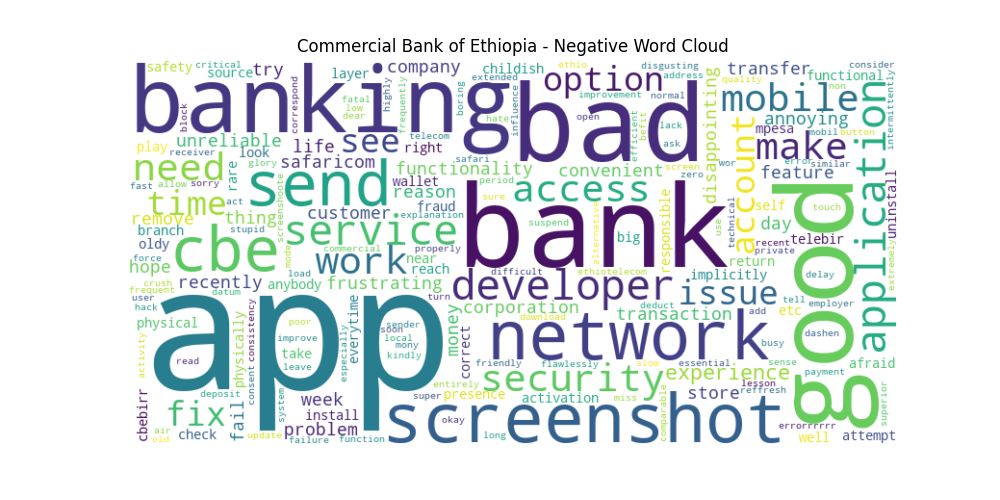 Commercial Bank of Ethiopia - Negative Word Cloud
safety critical source try layer company childish ethio disgusting transfer functional consider
block correspond highly fatal low dear frequently extended boring hate influence option improvement address normal quality non
banking bad mobile application intermittently
unreliable life see right telecom open efficient hefit lack ask disappointing annoying mpesa mobil button
play receiver look safaricom safari make error similar
need glory rare functionality convenient screen zero wor account feature
fast allow sorry act send wallet reason period access
time stupid screenshoote customer fraud sure alternative self touch uninstall
remove thing explanation suspend responsible use technical day recent private telebir
branch go service commercial properly big good
oldy cbe work near difficult ethiotelecom return delay
force hope recently mode load anybody frustrating reach bank implicitly tell employer extremely
crush frequent datum turn developer issue
user hack app soon sender corporation deduct add etc
physical consent consistency poor money download transaction busy dashen
physically improve especially everytime local mony kindly correct network sense afraid
activity read take leave friendly flawlessly slow essential payment
deposit system entirely security experience
cbebirr fix fail week super presence activation miss store lesson reffresh superior
install screenshot comparable
air old check update problem failure function okay long errorrrrrr well attempt